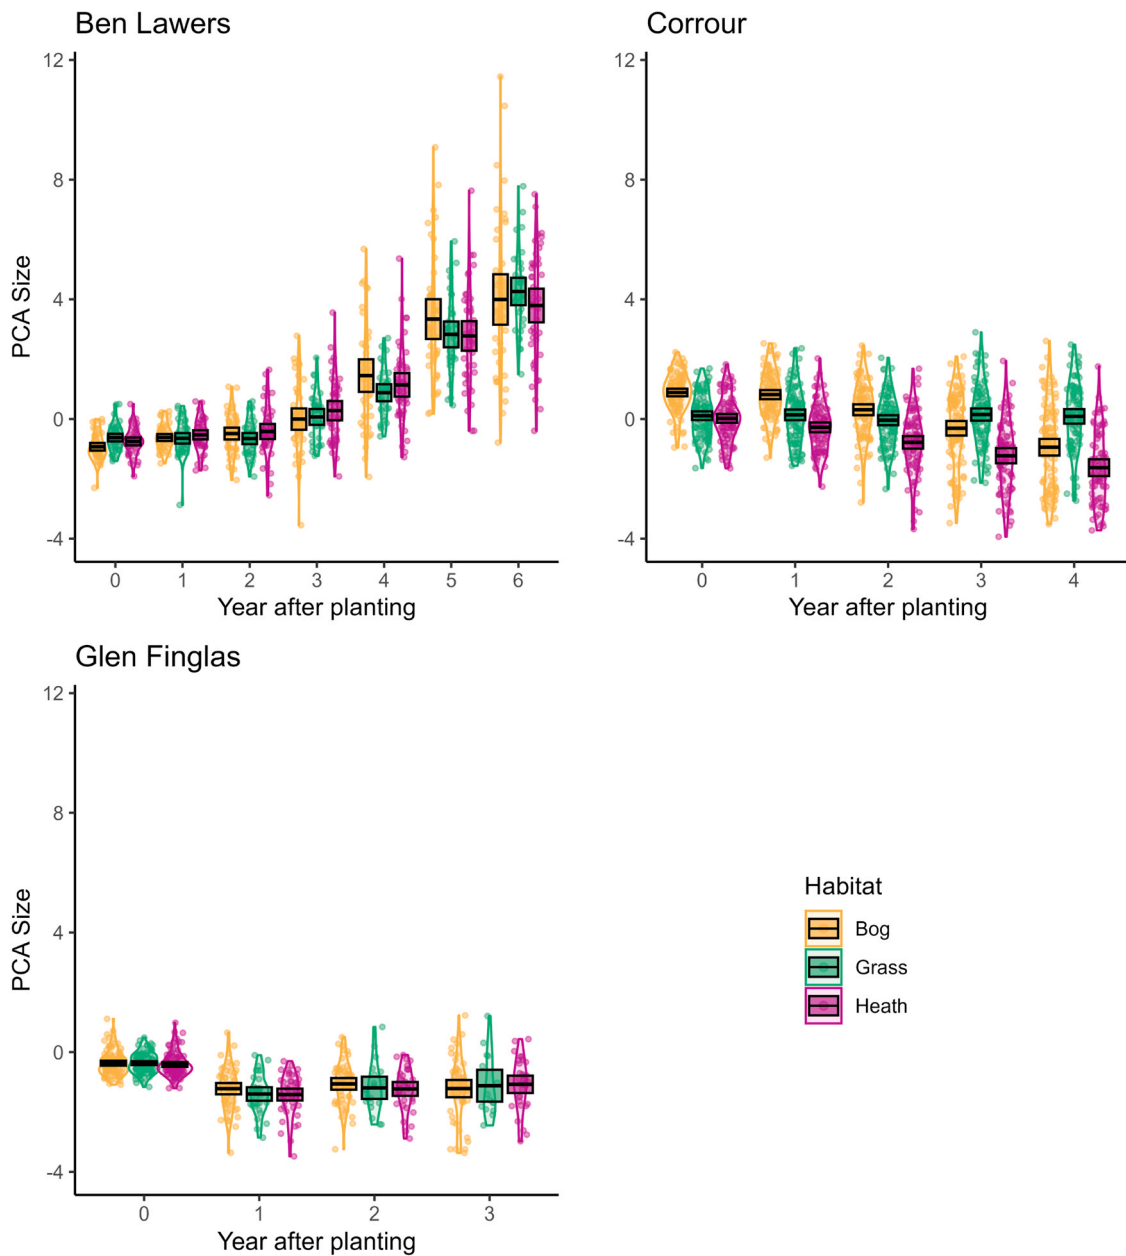 Ben Lawers
12
8
4
0
-4
PCA Size
0 1 2 3 4 5 6
Year after planting
Corrour
12
8
4
0
-4
0 1 2 3 4
Year after planting
Glen Finglas
12
8
4
0
-4
PCA Size
0 1 2 3
Year after planting
Habitat
Bog
Grass
Heath